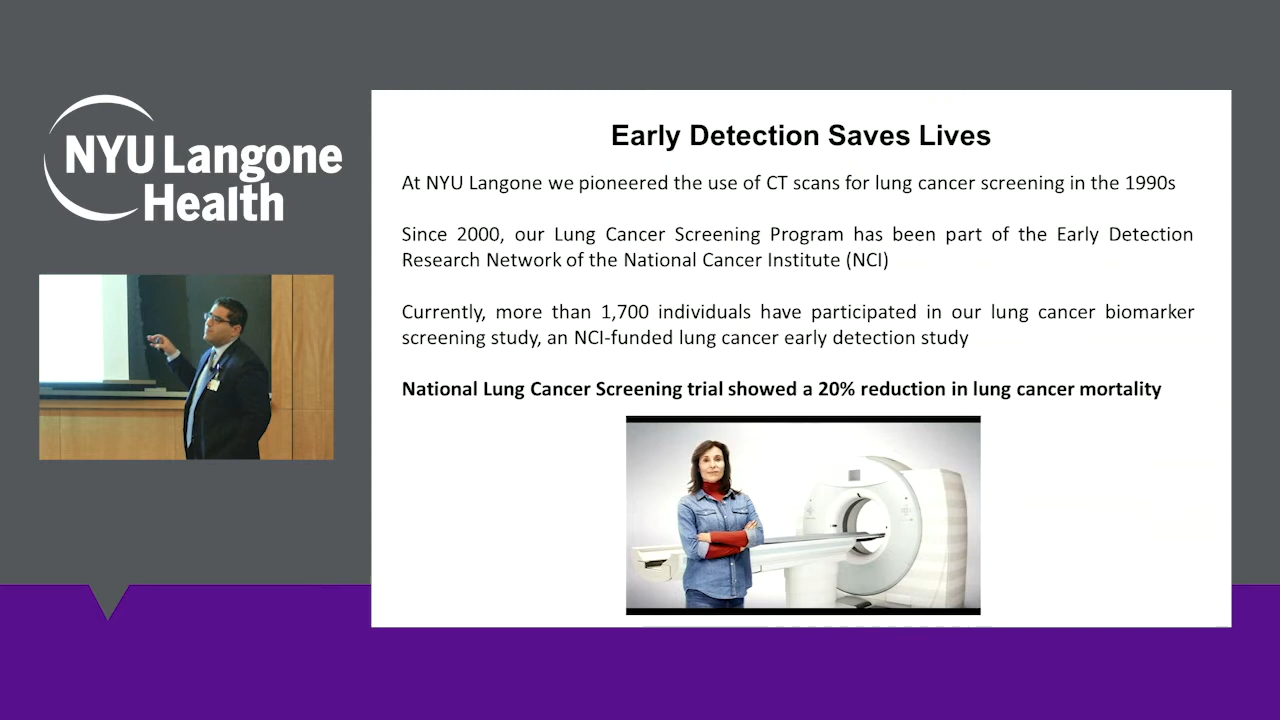 NYU Langone
Health
Early Detection Saves Lives
At NYU Langone we pioneered the use of CT scans for lung cancer screening in the 1990s
Since 2000, our Lung Cancer Screening Program has been part of the Early Detection
Research Network of the National Cancer Institute (NCI)
Currently, more than 1,700 individuals have participated in our lung cancer biomarker
screening study, an NCI-funded lung cancer early detection study
National Lung Cancer Screening trial showed a 20% reduction in lung cancer mortality